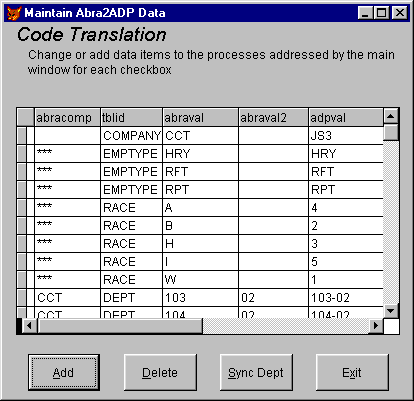 Maintain Abra2ADP Data
Code Translation
Change or add data items to the processes addressed by the main
window for each checkbox
abracomp tblid abraval abraval2 adpval
COMPANY CCT JS3
*** EMPTYPE HRY HRY
*** EMPTYPE RFT RFT
*** EMPTYPE RPT RPT
*** RACE A 4
*** RACE B 2
*** RACE H 3
*** RACE I 5
*** RACE W 1
CCT DEPT 103 02 103-02
CCT DEPT 104 02 104-02
Add Delete Sync Dept Exit